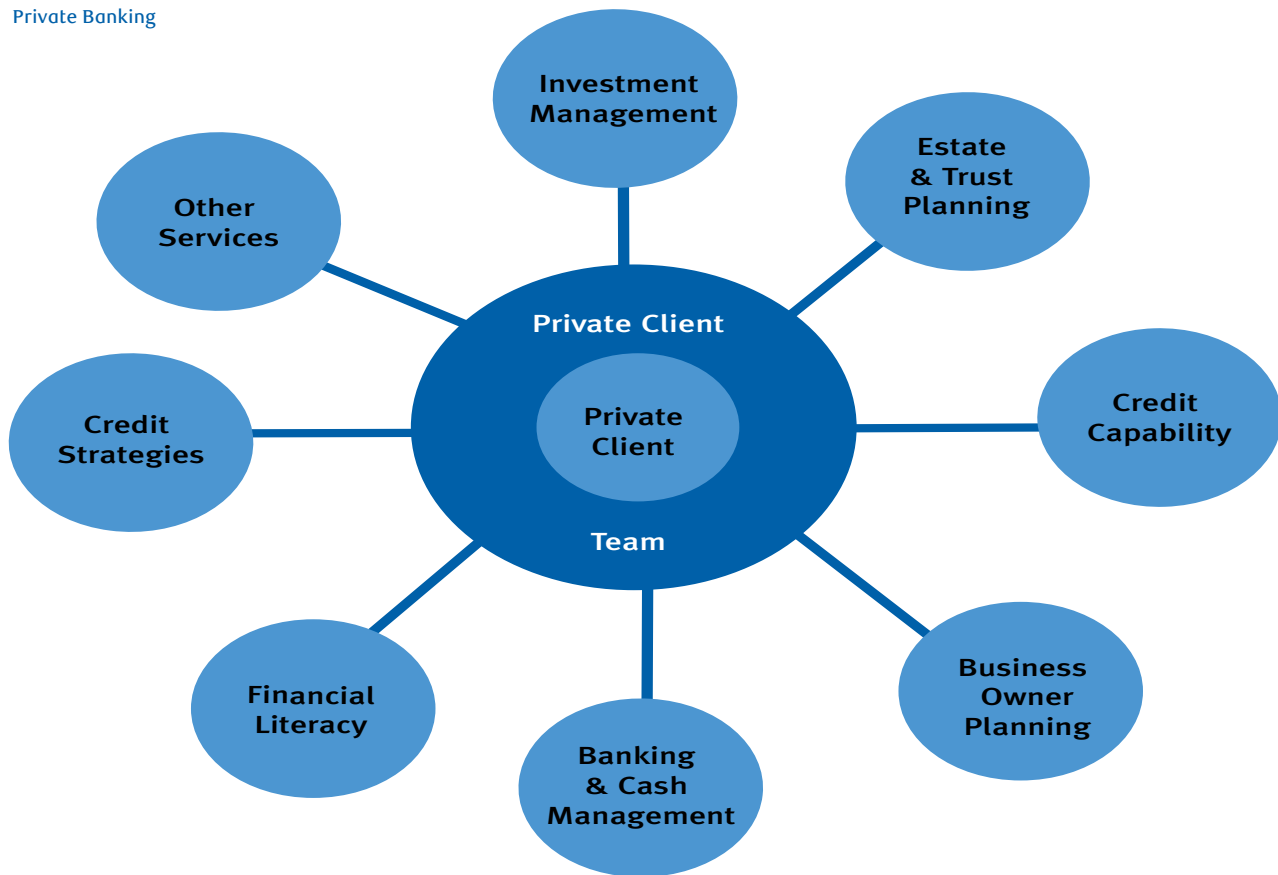 Private Banking
Investment
Management
Estate
& Trust
Planning
Other
Services
Private Client
Private
Client
Team
Credit
Capability
Credit
Strategies
Business
Owner
Planning
Financial
Literacy
Banking
& Cash
Management